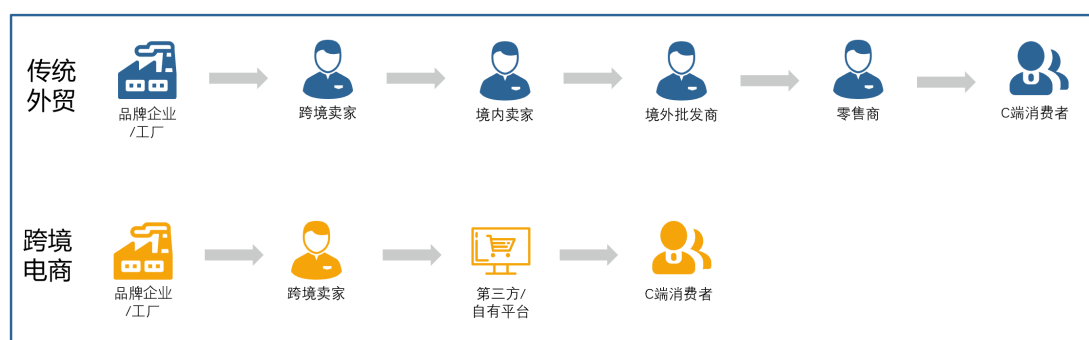 传统
外贸
品牌企业
/工厂
跨境卖家
境内卖家
境外批发商
零售商
C端消费者
跨境
电商
品牌企业
/工厂
跨境卖家
第三方/
自有平台
C端消费者